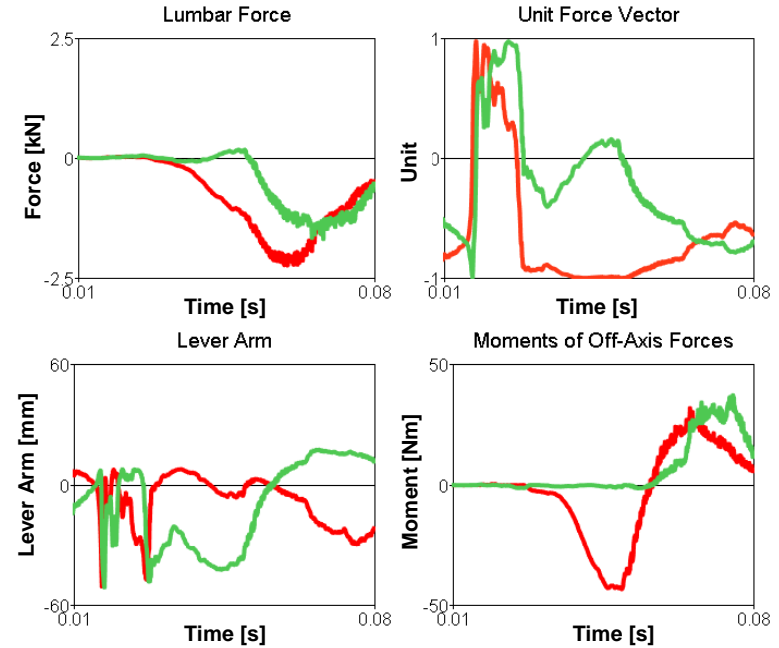 Lumbar Force
2.5
0
-2.5
0.01
0.08
Force [kN]
Time [s]
Unit Force Vector
1
0
-1
0.01
0.08
Unit
Time [s]
Lever Arm
60
0
-60
0.01
0.08
Lever Arm [mm]
Time [s]
Moments of Off-Axis Forces
50
0
-50
0.01
0.08
Moment [Nm]
Time [s]